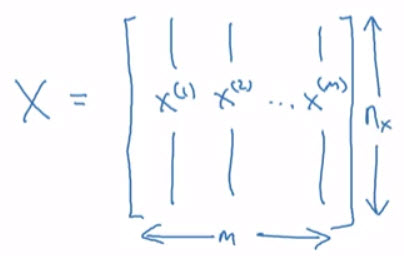 X = [ x^(1) x^(2) ... x^(m) ] n_x
m